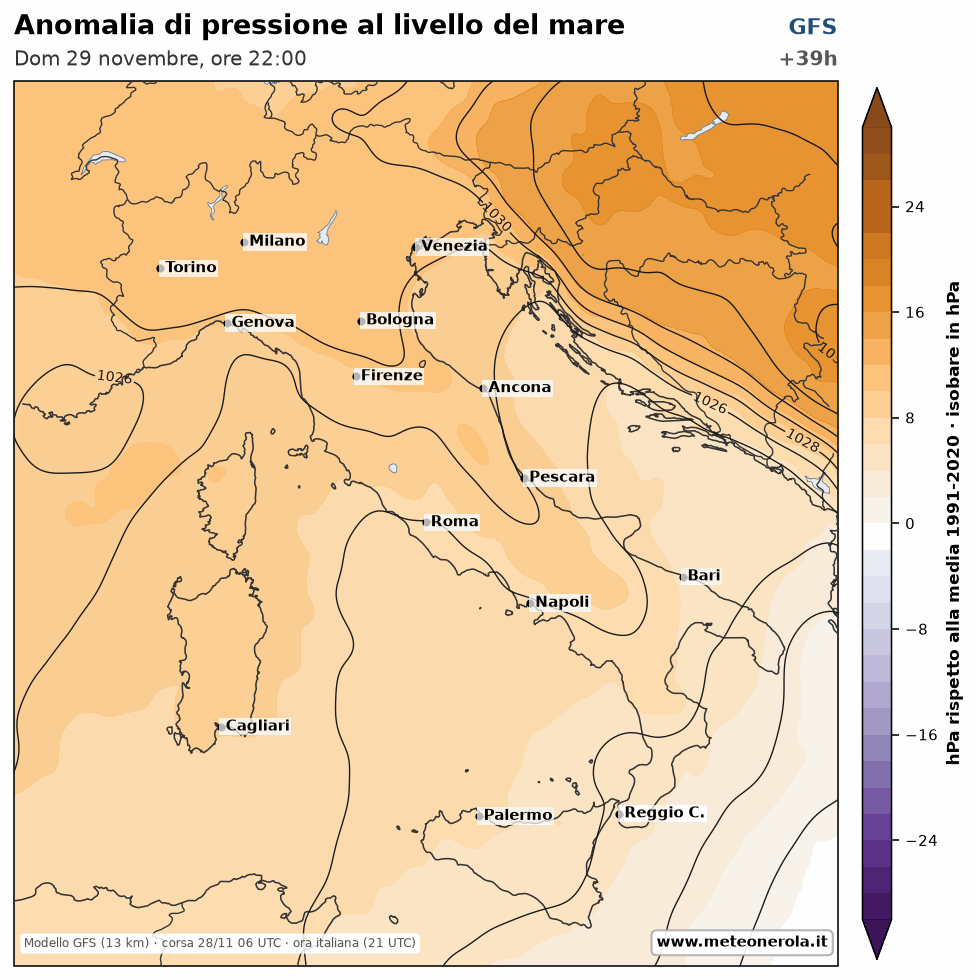 Anomalia di pressione al livello del mare
GFS
Dom 29 novembre, ore 22:00
+39h
1030
Milano
Venezia
Torino
Genova
Bologna
1026
Firenze
Ancona
1026
1028
Pescara
Roma
Bari
Napoli
Cagliari
Palermo
Reggio C.
Modello GFS (13 km) · corsa 28/11 06 UTC · ora italiana (21 UTC)
www.meteonerola.it
24
16
8
0
−8
−16
−24
hPa rispetto alla media 1991-2020 · isobare in hPa